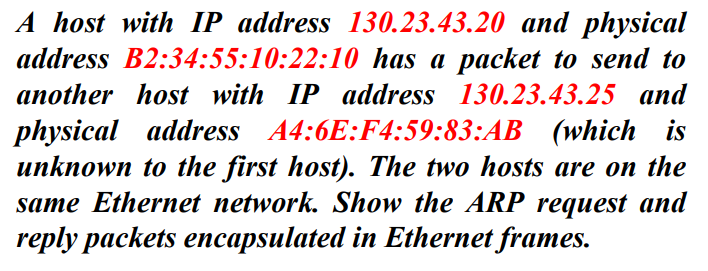 A host with IP address 130.23.43.20 and physical
address B2:34:55:10:22:10 has a packet to send to
another host with IP address 130.23.43.25 and
physical address A4:6E:F4:59:83:AB (which is
unknown to the first host). The two hosts are on the
same Ethernet network. Show the ARP request and
reply packets encapsulated in Ethernet frames.